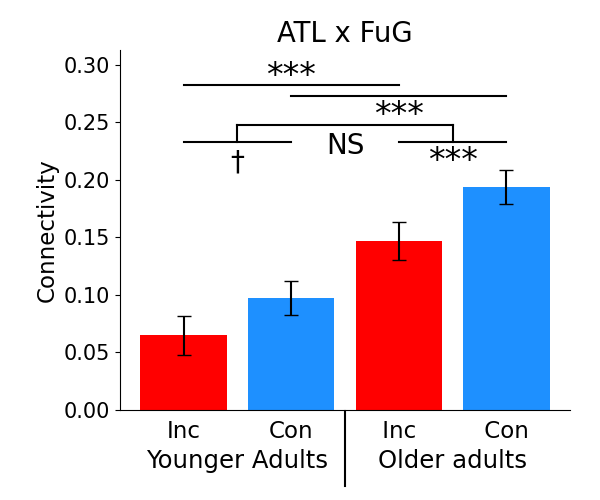 ATL x FuG
0.30
***
***
0.25
NS
†
***
0.20
Connectivity
0.15
0.10
0.05
0.00
Inc Con Inc Con
Younger Adults Older adults